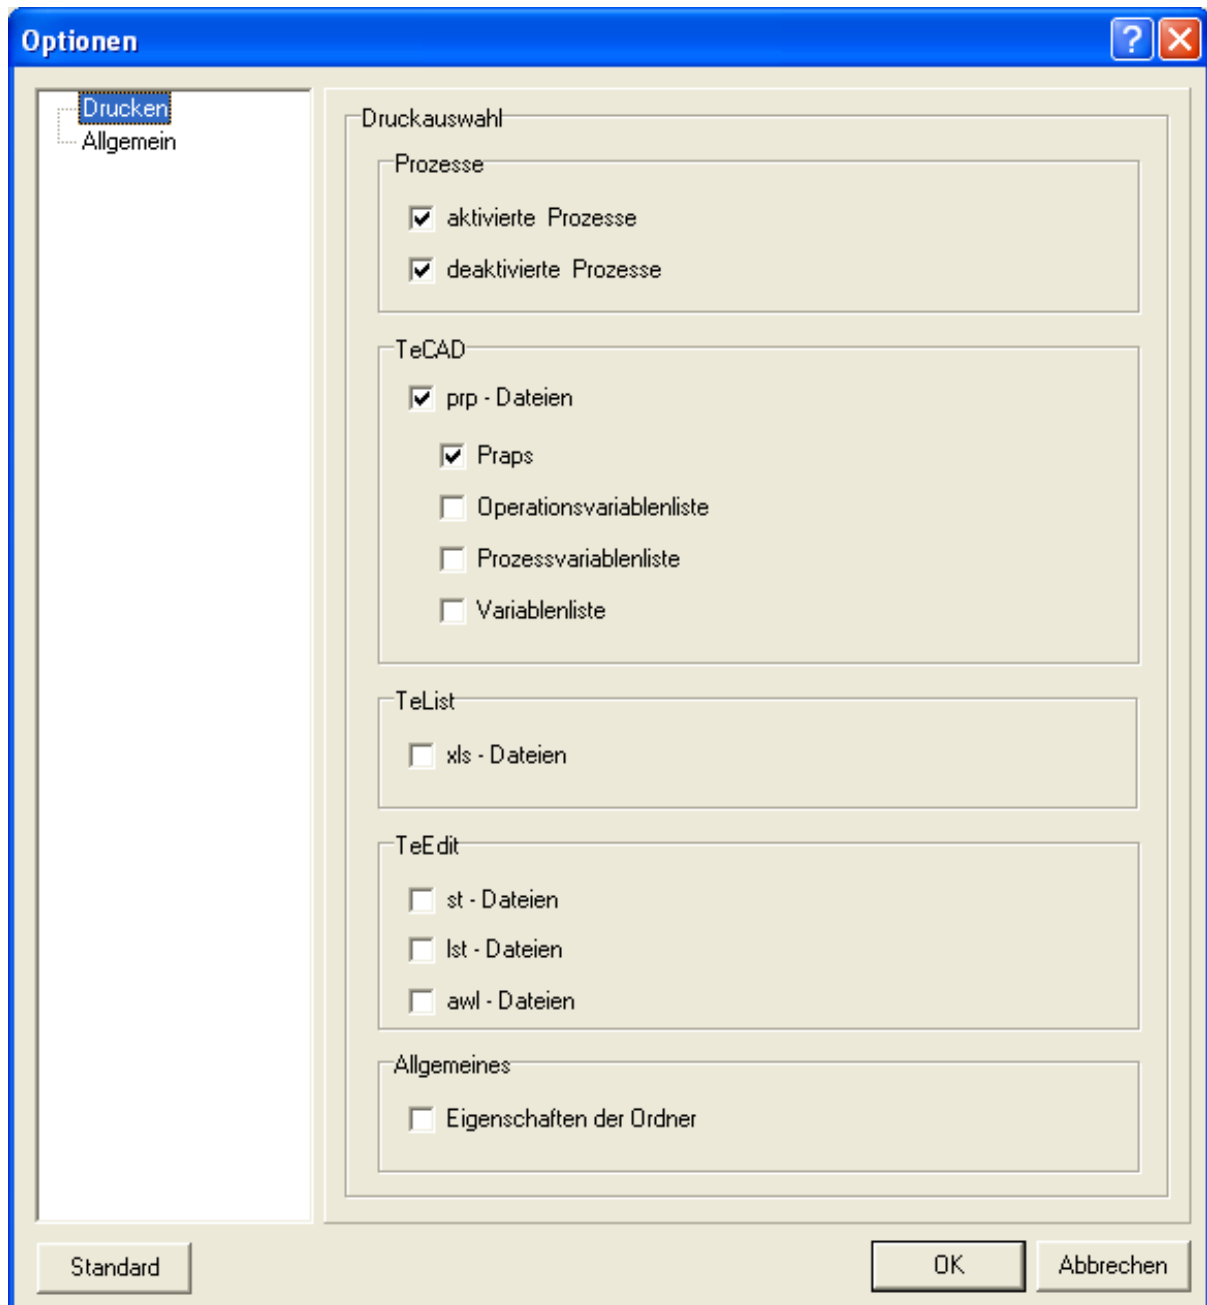 Optionen
Drucken
Allgemein
Druckauswahl
Prozesse
aktivierte Prozesse
deaktivierte Prozesse
TeCAD
prp - Dateien
Praps
Operationsvariablenliste
Prozessvariablenliste
Variablenliste
TeList
xls - Dateien
TeEdit
st - Dateien
lst - Dateien
awl - Dateien
Allgemeines
Eigenschaften der Ordner
Standard
OK
Abbrechen